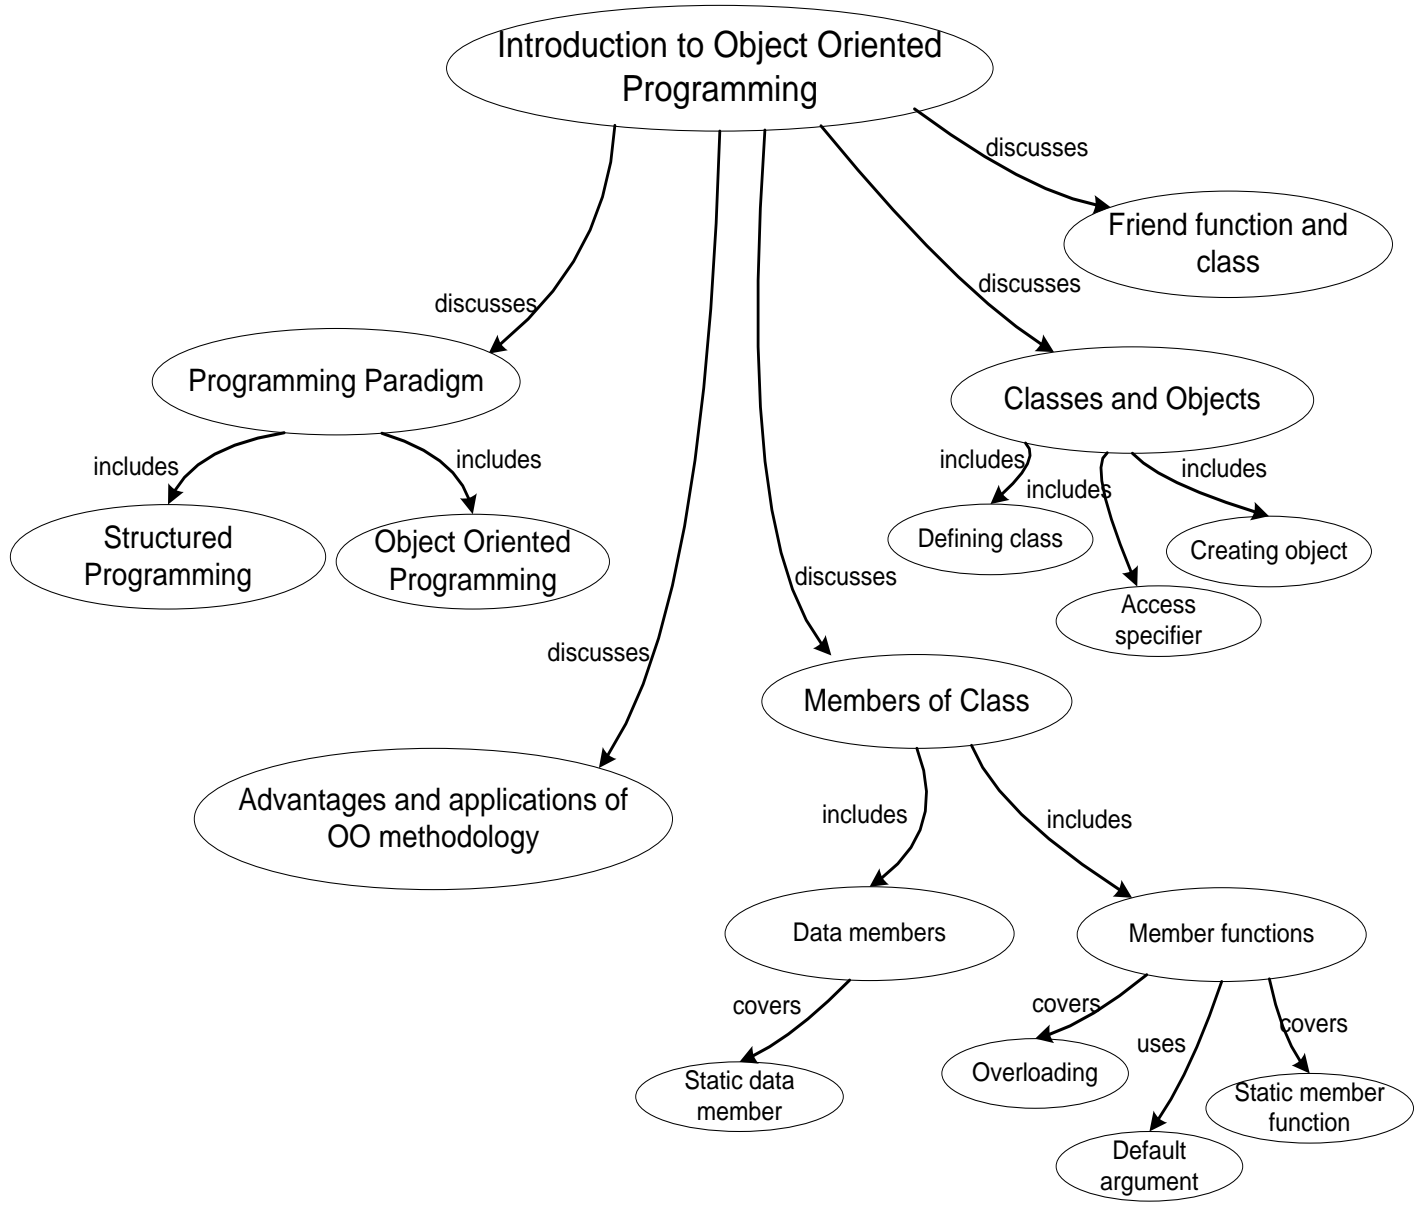 Introduction to Object Oriented
Programming
discusses
Friend function and
class
discusses
discusses
Programming Paradigm
Classes and Objects
includes
includes
includes
includes
includes
Structured
Programming
Object Oriented
Programming
Defining class
Creating object
Access
specifier
discusses
discusses
Members of Class
Advantages and applications of
OO methodology
includes
includes
Data members
Member functions
covers
covers
uses
covers
Static data
member
Overloading
Static member
function
Default
argument